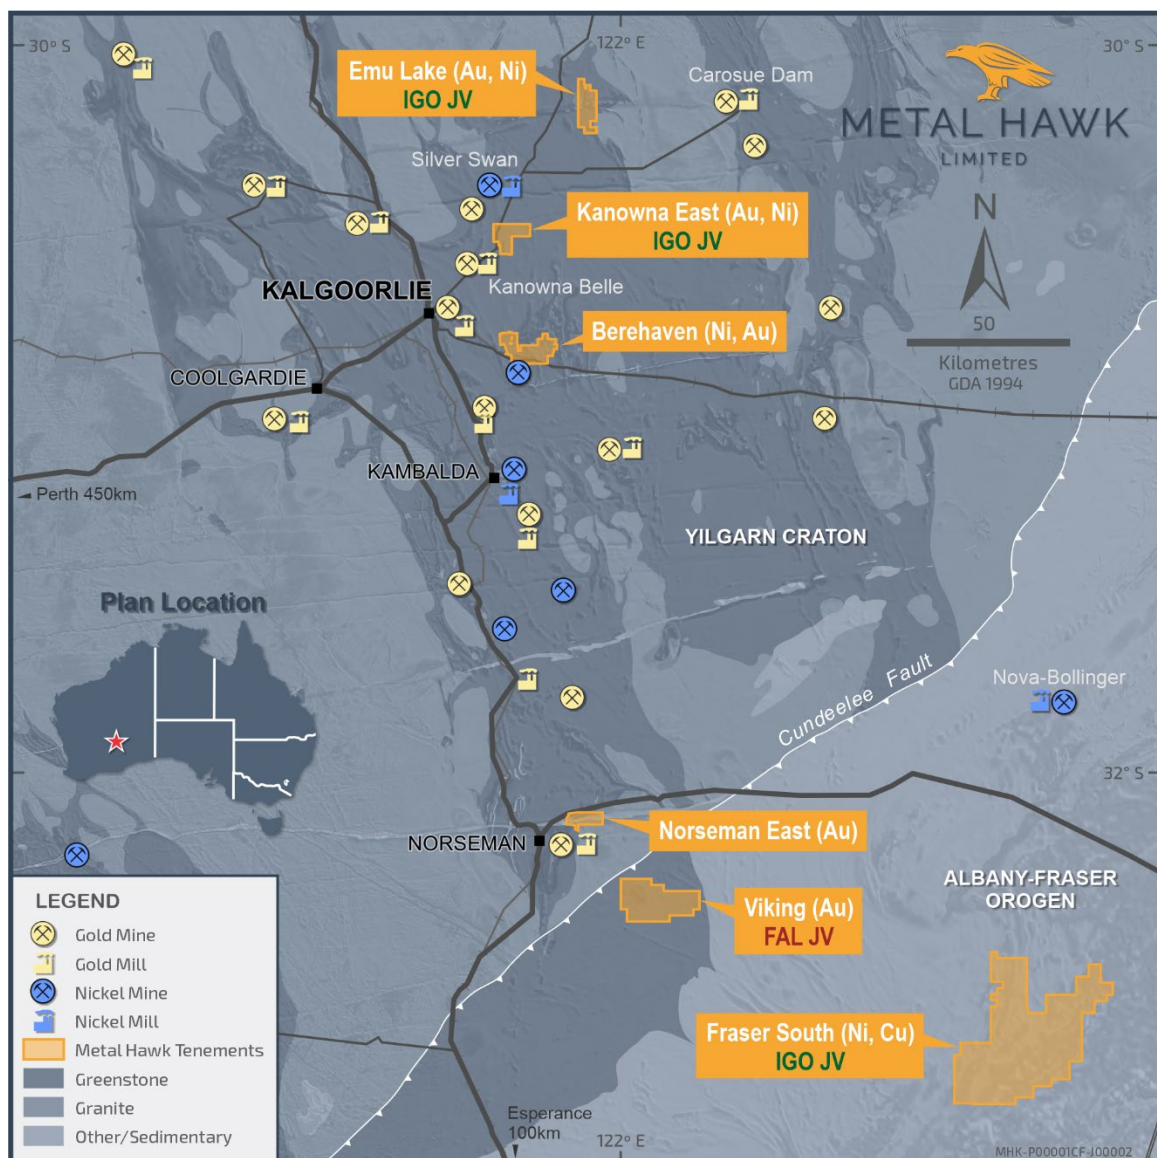 30° S
122° E
30° S
Emu Lake (Au, Ni)
IGO JV
Carosue Dam
METAL HAWK
LIMITED
Silver Swan
Kanowna East (Au, Ni)
IGO JV
N
KALGOORLIE
Kanowna Belle
50
Kilometres
GDA 1994
Berehaven (Ni, Au)
COOLGARDIE
KAMBALDA
Perth 450km
YILGARN CRATON
Plan Location
Cundeelee Fault
Nova-Bollinger
32° S
NORSEMAN
Norseman East (Au)
ALBANY-FRASER
OROGEN
Viking (Au)
FAL JV
Fraser South (Ni, Cu)
IGO JV
LEGEND
Gold Mine
Gold Mill
Nickel Mine
Nickel Mill
Metal Hawk Tenements
Greenstone
Granite
Other/Sedimentary
Esperance
100km
122° E
MHK-P00001CF-J00002